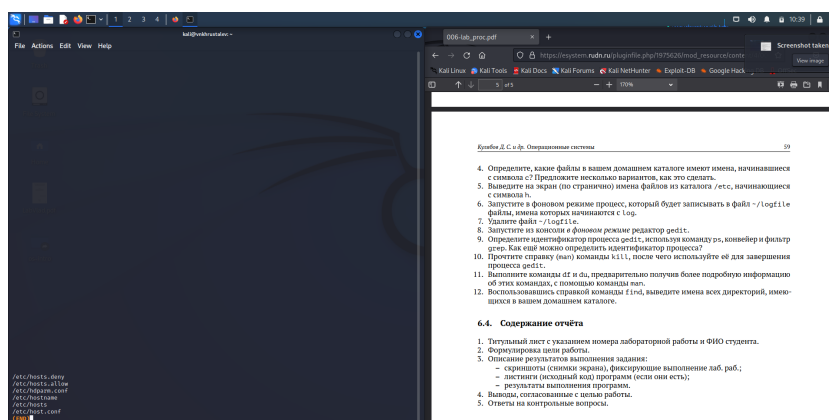 1 2 3 4
10:39
kali@vnkhrustalev: ~
File Actions Edit View Help
/etc/hosts.deny
/etc/hosts.allow
/etc/hdparm.conf
/etc/hostname
/etc/hosts
/etc/host.conf
(END)
006-lab_proc.pdf
https://esystem.rudn.ru/pluginfile.php/1975626/mod_resource/conte
Screenshot taken
View image
Kali Linux Kali Tools Kali Docs Kali Forums Kali NetHunter Exploit-DB Google Hack
5 of 5
170%
Кулябов Д. С. и др. Операционные системы 59
4. Определите, какие файлы в вашем домашнем каталоге имеют имена, начинавшиеся
с символа c? Предложите несколько вариантов, как это сделать.
5. Выведите на экран (по странично) имена файлов из каталога /etc, начинающиеся
с символа h.
6. Запустите в фоновом режиме процесс, который будет записывать в файл ~/logfile
файлы, имена которых начинаются с log.
7. Удалите файл ~/logfile.
8. Запустите из консоли в фоновом режиме редактор gedit.
9. Определите идентификатор процесса gedit, используя команду ps, конвейер и фильтр
grep. Как ещё можно определить идентификатор процесса?
10. Прочтите справку (man) команды kill, после чего используйте её для завершения
процесса gedit.
11. Выполните команды df и du, предварительно получив более подробную информацию
об этих командах, с помощью команды man.
12. Воспользовавшись справкой команды find, выведите имена всех директорий, имею-
щихся в вашем домашнем каталоге.
6.4. Содержание отчёта
1. Титульный лист с указанием номера лабораторной работы и ФИО студента.
2. Формулировка цели работы.
3. Описание результатов выполнения задания:
– скриншоты (снимки экрана), фиксирующие выполнение лаб. раб.;
– листинги (исходный код) программ (если они есть);
– результаты выполнения программ.
4. Выводы, согласованные с целью работы.
5. Ответы на контрольные вопросы.